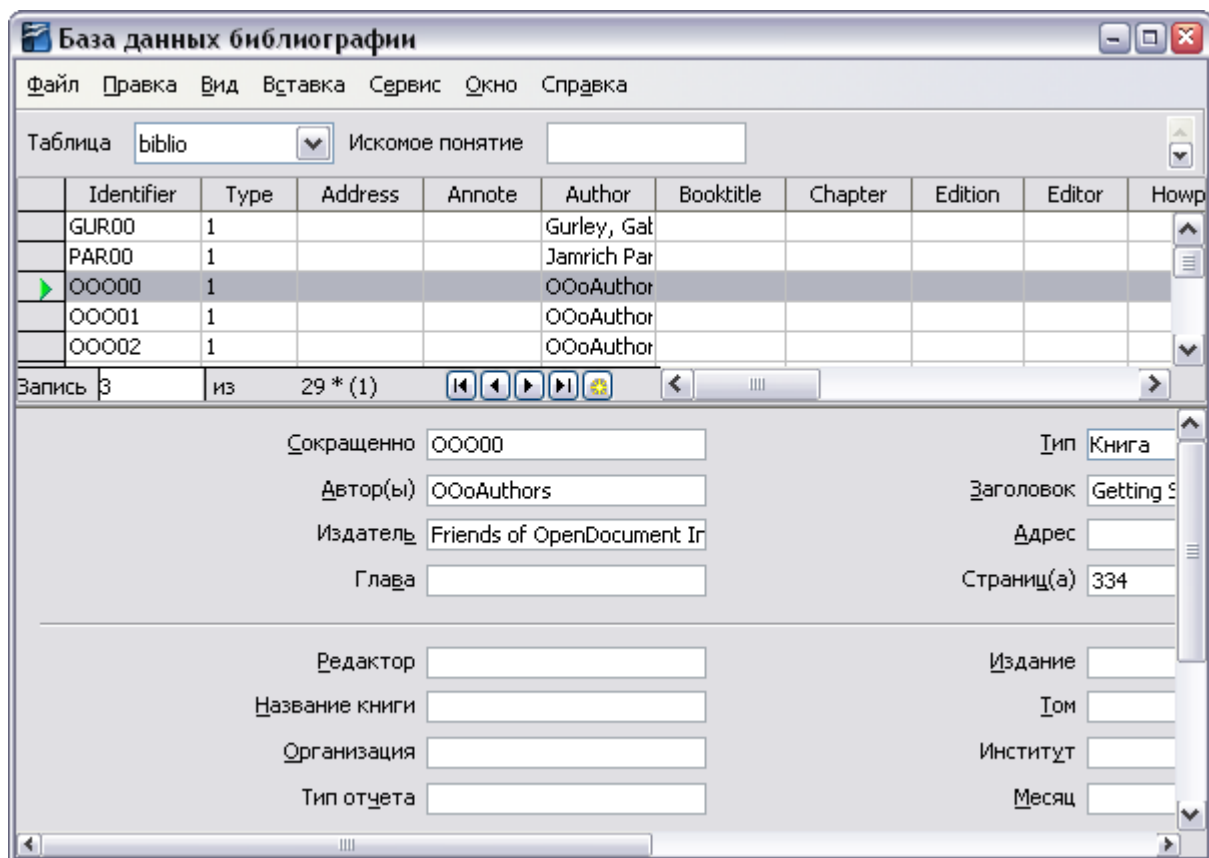 База данных библиографии
Файл Правка Вид Вставка Сервис Окно Справка
Таблица biblio Искомое понятие
Identifier Type Address Annote Author Booktitle Chapter Edition Editor Howp
GUR00 1 Gurley, Gab
PAR00 1 Jamrich Par
OOO00 1 OOoAuthor
OOO01 1 OOoAuthor
OOO02 1 OOoAuthor
Запись 3 из 29 * (1)
Сокращенно OOO00 Тип Книга
Автор(ы) OOoAuthors Заголовок Getting S
Издатель Friends of OpenDocument In Адрес
Глава Страниц(а) 334
Редактор Издание
Название книги Том
Организация Институт
Тип отчета Месяц